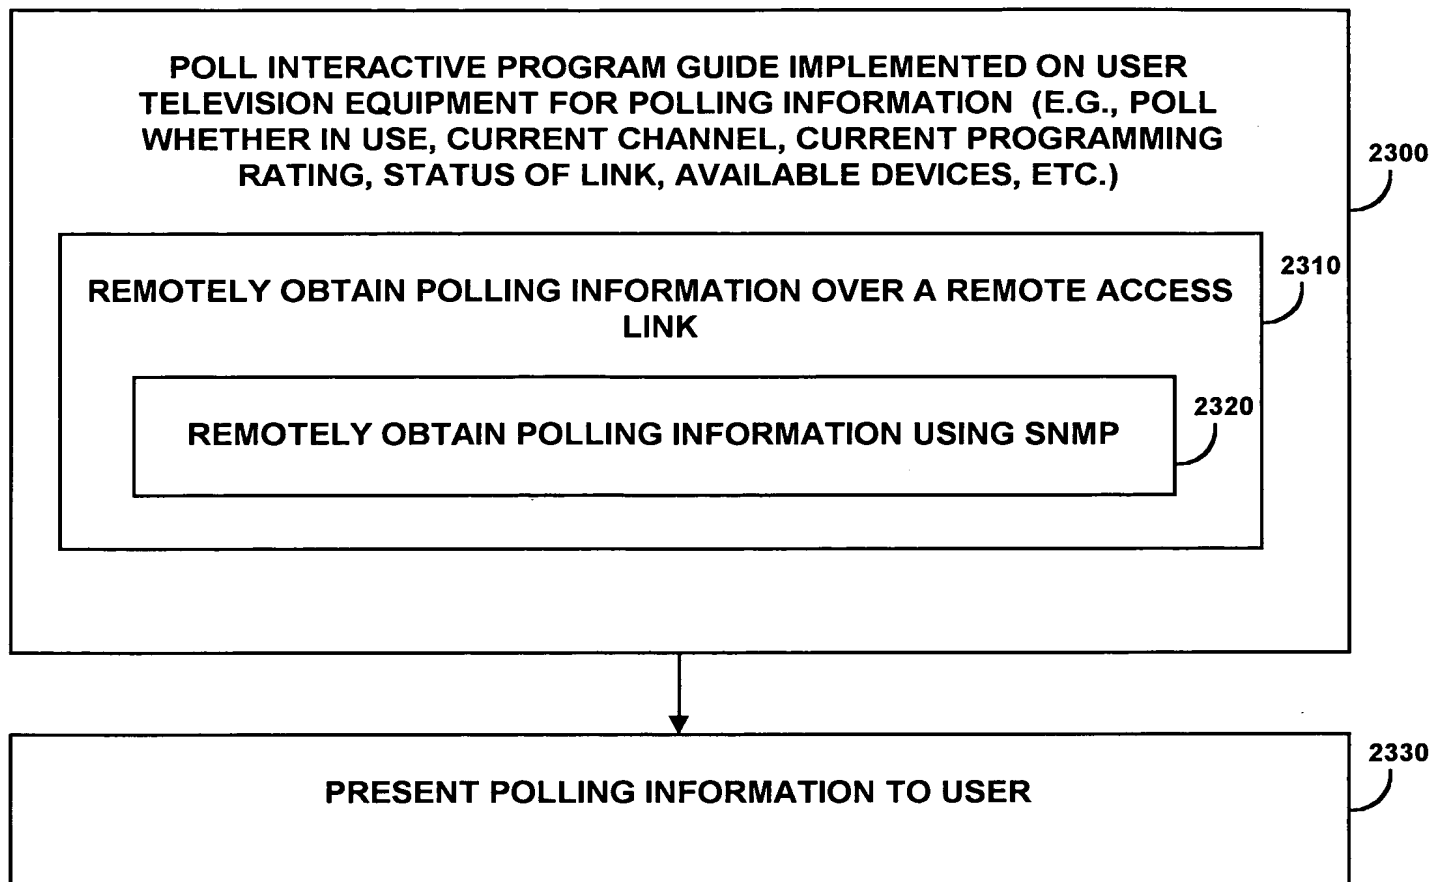 POLL INTERACTIVE PROGRAM GUIDE IMPLEMENTED ON USER
TELEVISION EQUIPMENT FOR POLLING INFORMATION (E.G., POLL
WHETHER IN USE, CURRENT CHANNEL, CURRENT PROGRAMMING
RATING, STATUS OF LINK, AVAILABLE DEVICES, ETC.)
2300
REMOTELY OBTAIN POLLING INFORMATION OVER A REMOTE ACCESS
LINK
2310
REMOTELY OBTAIN POLLING INFORMATION USING SNMP
2320
PRESENT POLLING INFORMATION TO USER
2330